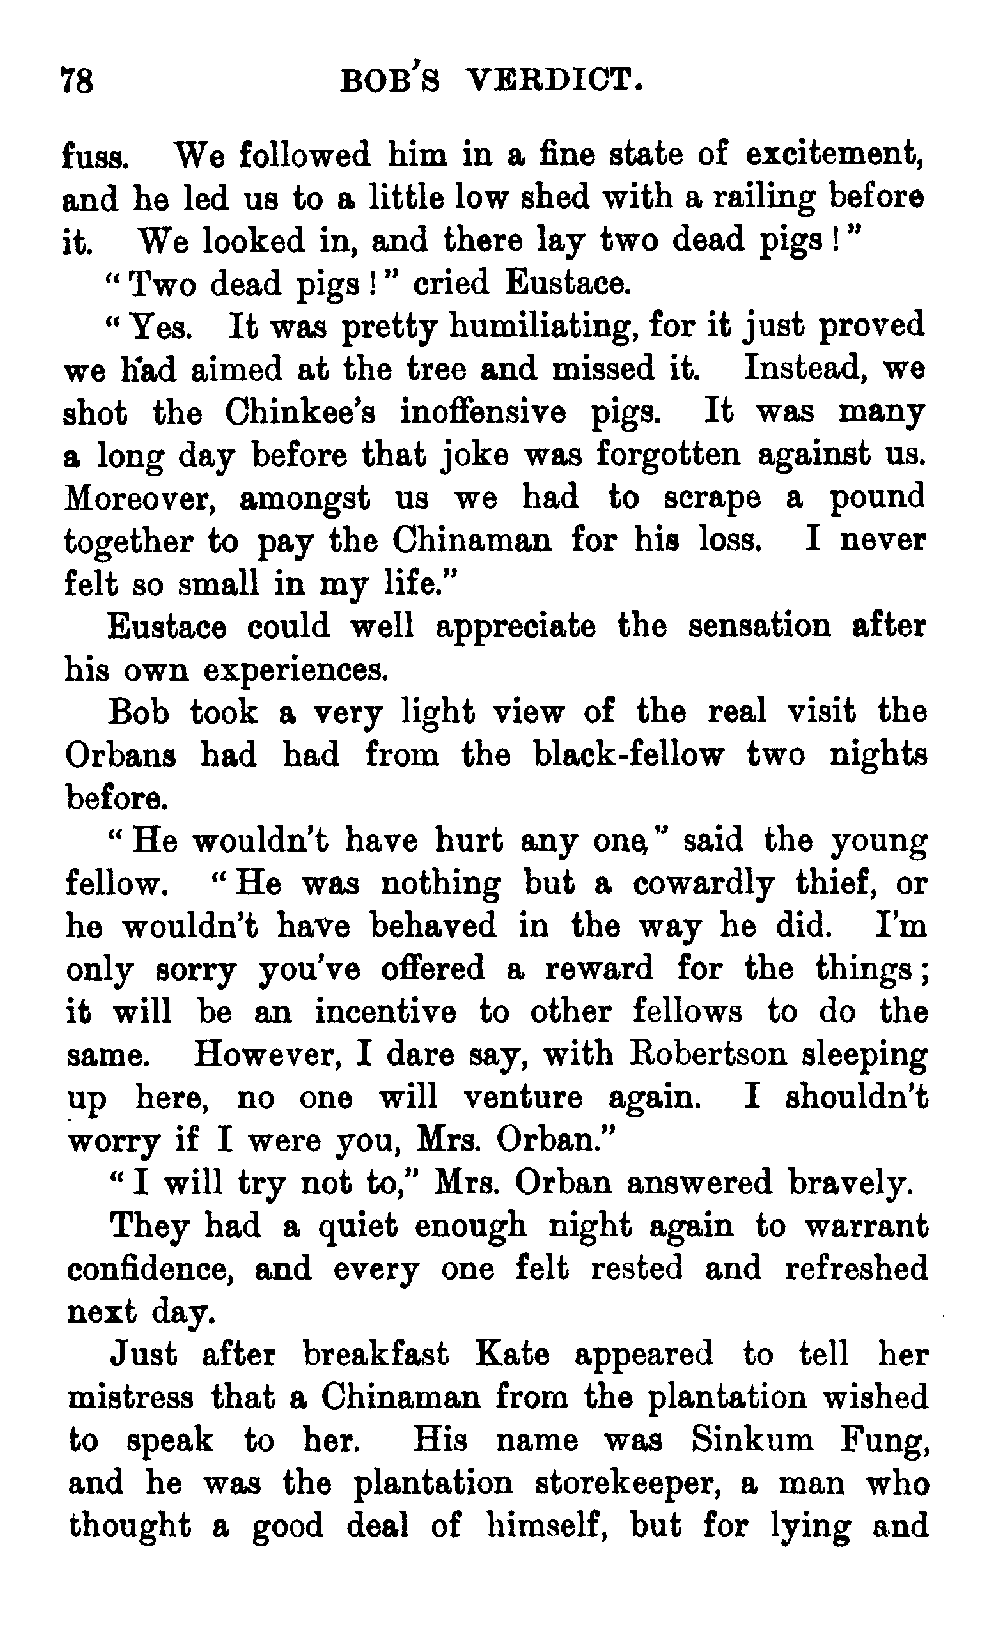 78 BOB'S VERDICT.
fuss. We followed him in a fine state of excitement,
and he led us to a little low shed with a railing before
it. We looked in, and there lay two dead pigs!"
"Two dead pigs!" cried Eustace.
"Yes. It was pretty humiliating, for it just proved
we had aimed at the tree and missed it. Instead, we
shot the Chinkee's inoffensive pigs. It was many
a long day before that joke was forgotten against us.
Moreover, amongst us we had to scrape a pound
together to pay the Chinaman for his loss. I never
felt so small in my life."
Eustace could well appreciate the sensation after
his own experiences.
Bob took a very light view of the real visit the
Orbans had had from the black-fellow two nights
before.
"He wouldn't have hurt any one," said the young
fellow. "He was nothing but a cowardly thief, or
he wouldn't have behaved in the way he did. I'm
only sorry you've offered a reward for the things;
it will be an incentive to other fellows to do the
same. However, I dare say, with Robertson sleeping
up here, no one will venture again. I shouldn't
worry if I were you, Mrs. Orban."
"I will try not to," Mrs. Orban answered bravely.
They had a quiet enough night again to warrant
confidence, and every one felt rested and refreshed
next day.
Just after breakfast Kate appeared to tell her
mistress that a Chinaman from the plantation wished
to speak to her. His name was Sinkum Fung,
and he was the plantation storekeeper, a man who
thought a good deal of himself, but for lying and